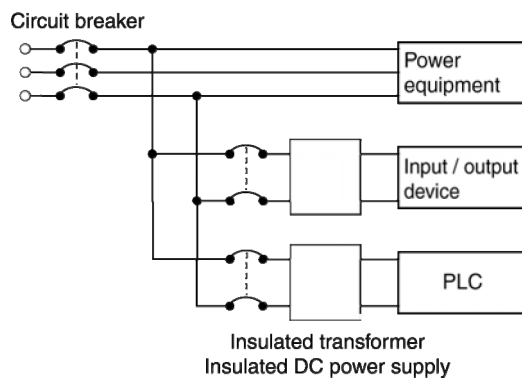 Circuit breaker
Power
equipment
Input / output
device
PLC
Insulated transformer
Insulated DC power supply